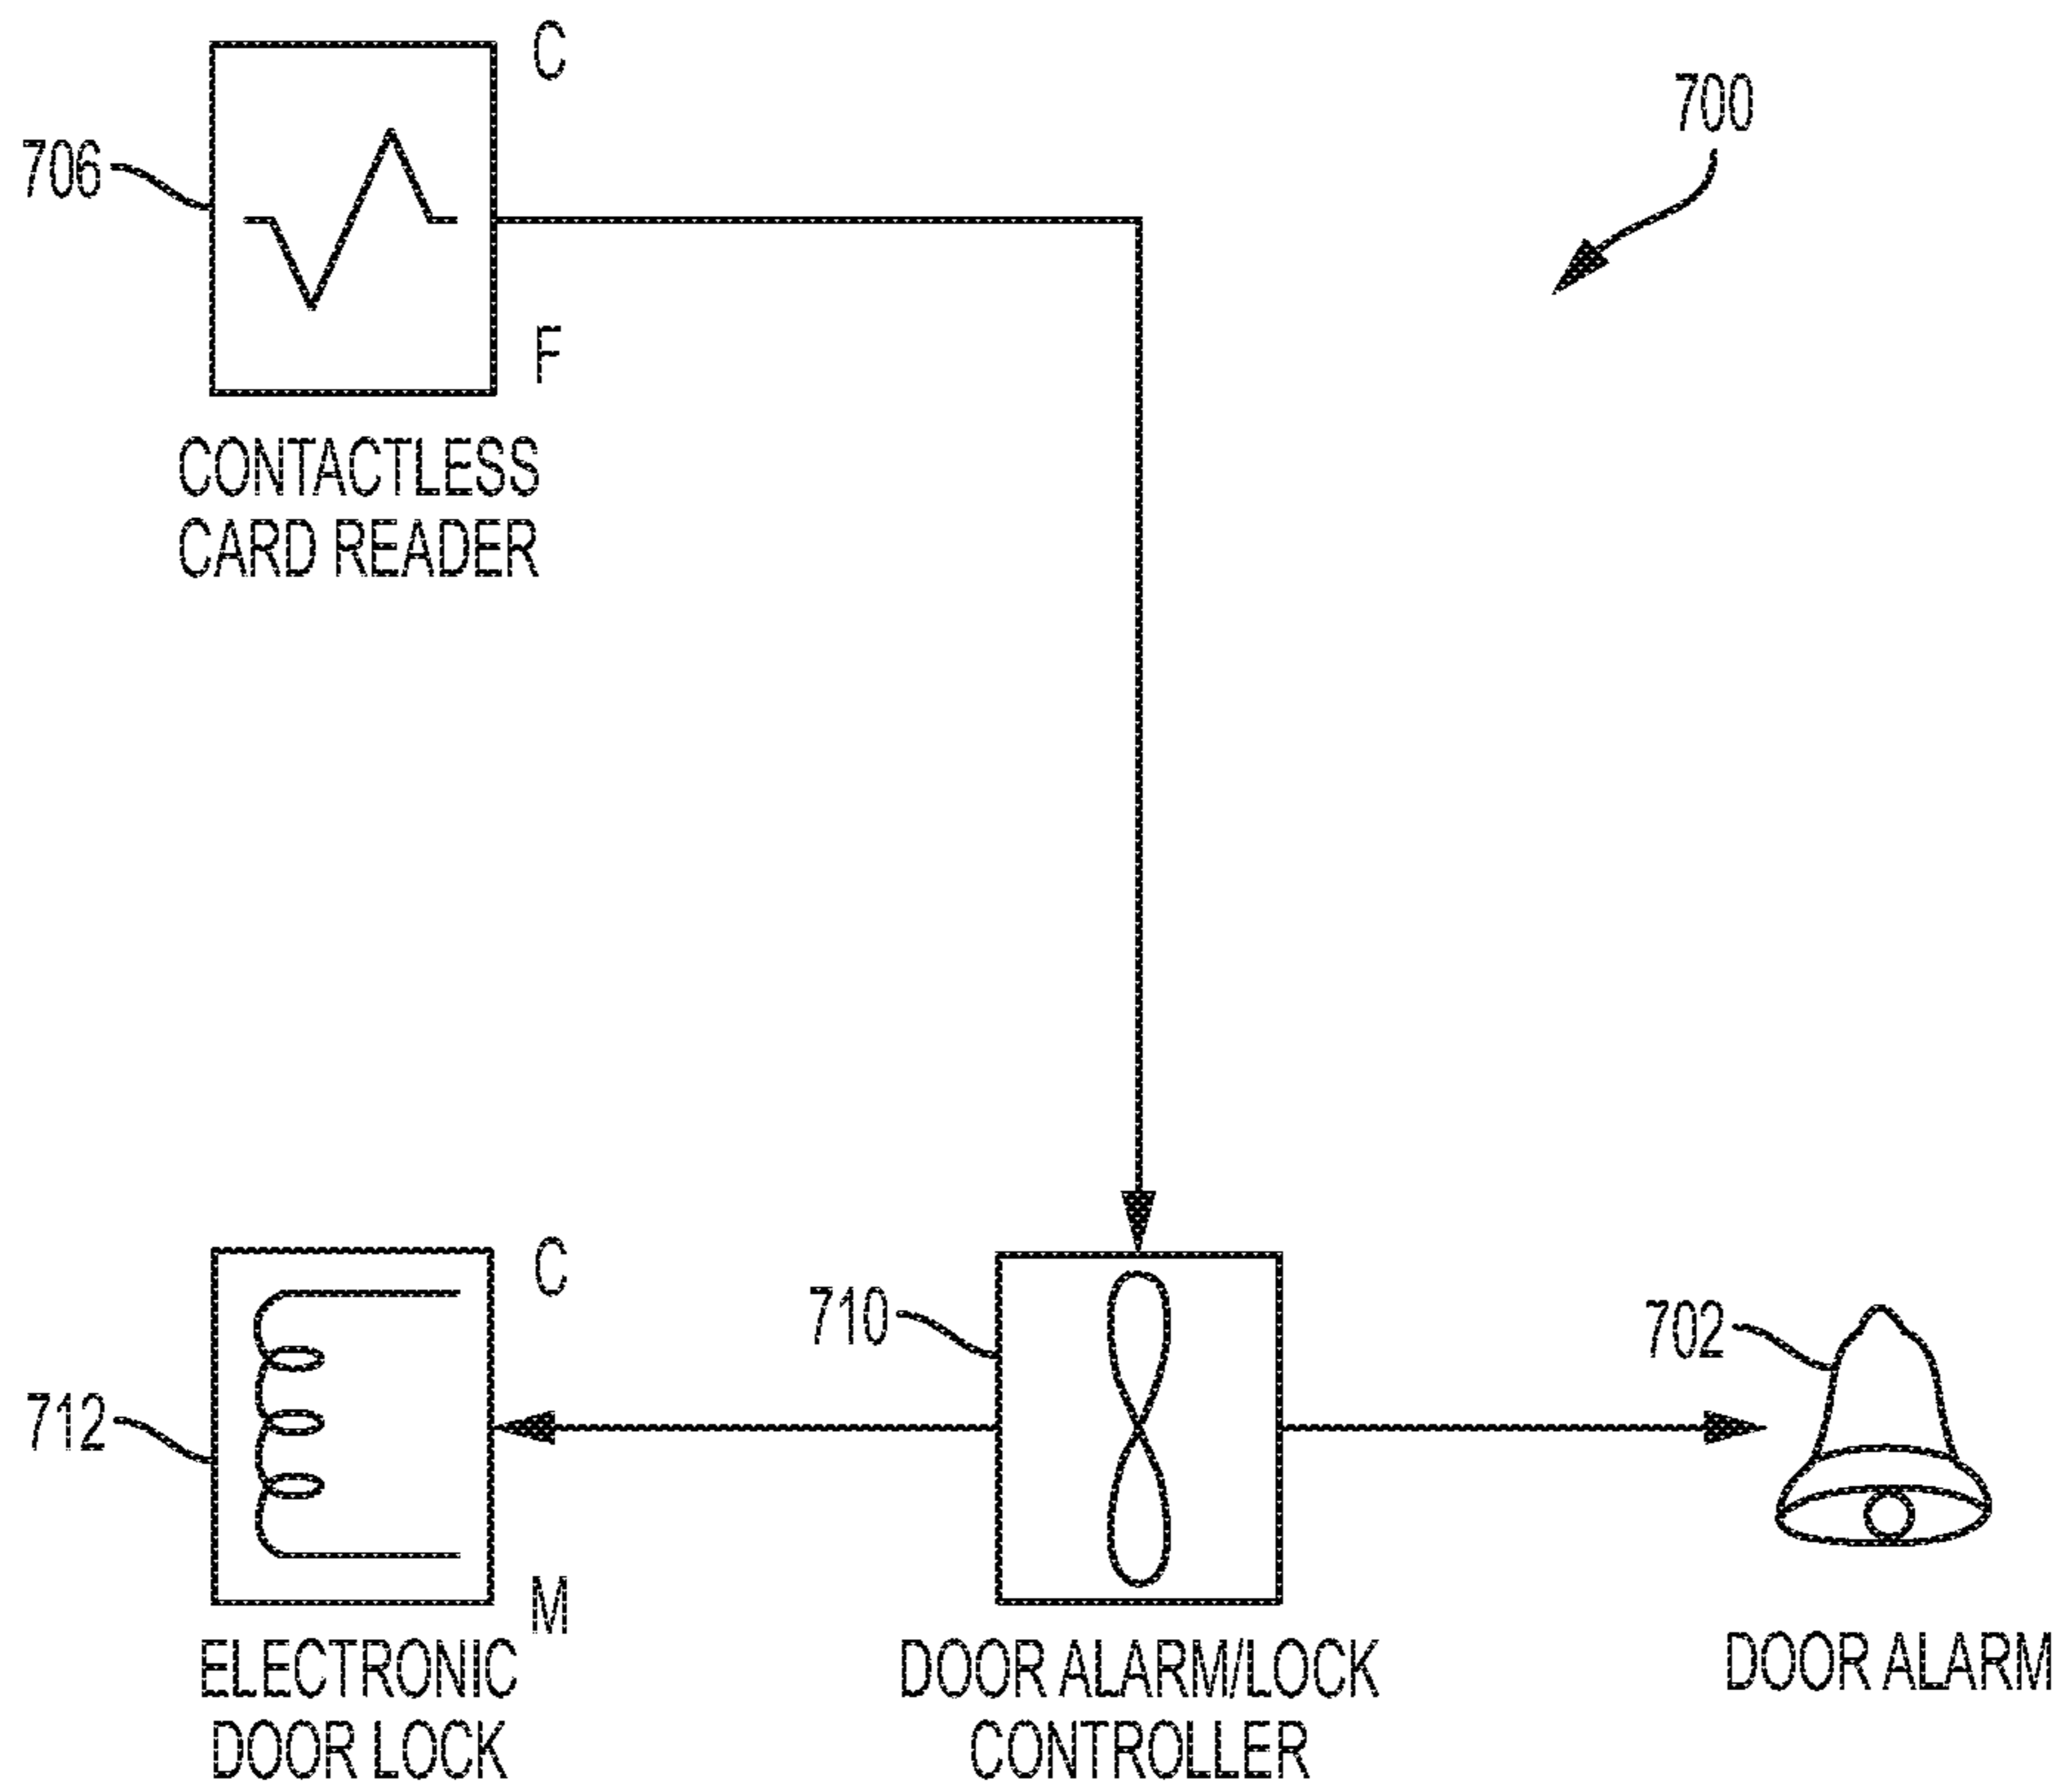 C
700
706
F
CONTACTLESS
CARD READER
C
710
702
712
M
ELECTRONIC
DOOR LOCK
DOOR ALARM/LOCK
CONTROLLER
DOOR ALARM